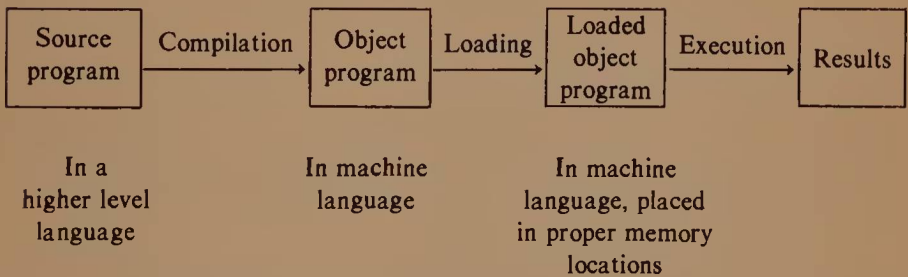 Source
program
Compilation
Object
program
Loading
Loaded
object
program
Execution
Results
In a
higher level
language
In machine
language
In machine
language, placed
in proper memory
locations